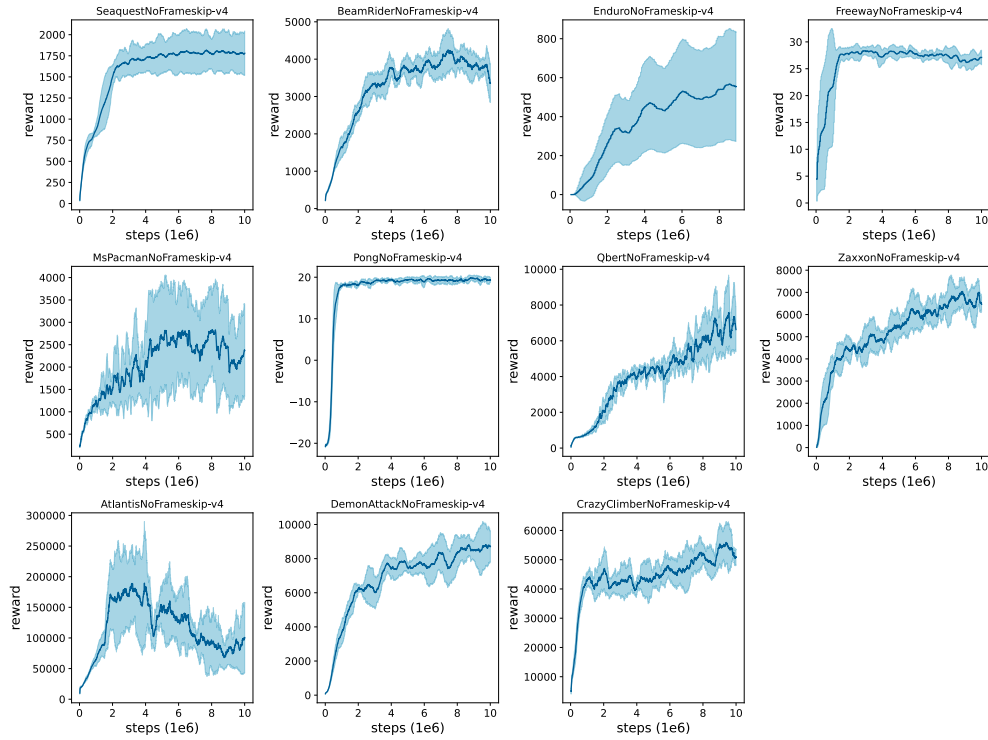 SeaquestNoFrameskip-v4
reward
2000
1750
1500
1250
1000
750
500
250
0
0 2 4 6 8 10
steps (1e6)
BeamRiderNoFrameskip-v4
reward
5000
4000
3000
2000
1000
0
0 2 4 6 8 10
steps (1e6)
EnduroNoFrameskip-v4
reward
800
600
400
200
0
0 2 4 6 8
steps (1e6)
FreewayNoFrameskip-v4
reward
30
25
20
15
10
5
0
0 2 4 6 8 10
steps (1e6)
MsPacmanNoFrameskip-v4
reward
4000
3500
3000
2500
2000
1500
1000
500
0 2 4 6 8 10
steps (1e6)
PongNoFrameskip-v4
reward
20
10
0
−10
−20
0 2 4 6 8 10
steps (1e6)
QbertNoFrameskip-v4
reward
10000
8000
6000
4000
2000
0
0 2 4 6 8 10
steps (1e6)
ZaxxonNoFrameskip-v4
reward
8000
7000
6000
5000
4000
3000
2000
1000
0
0 2 4 6 8 10
steps (1e6)
AtlantisNoFrameskip-v4
reward
300000
250000
200000
150000
100000
50000
0
0 2 4 6 8 10
steps (1e6)
DemonAttackNoFrameskip-v4
reward
10000
8000
6000
4000
2000
0
0 2 4 6 8 10
steps (1e6)
CrazyClimberNoFrameskip-v4
reward
60000
50000
40000
30000
20000
10000
0 2 4 6 8 10
steps (1e6)